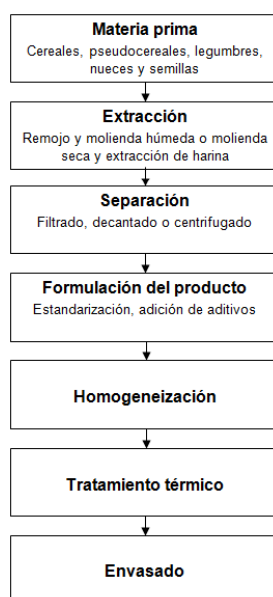 Materia prima
Cereales, pseudocereales, legumbres,
nueces y semillas
Extracción
Remojo y molienda húmeda o molienda
seca y extracción de harina
Separación
Filtrado, decantado o centrifugado
Formulación del producto
Estandarización, adición de aditivos
Homogeneización
Tratamiento térmico
Envasado